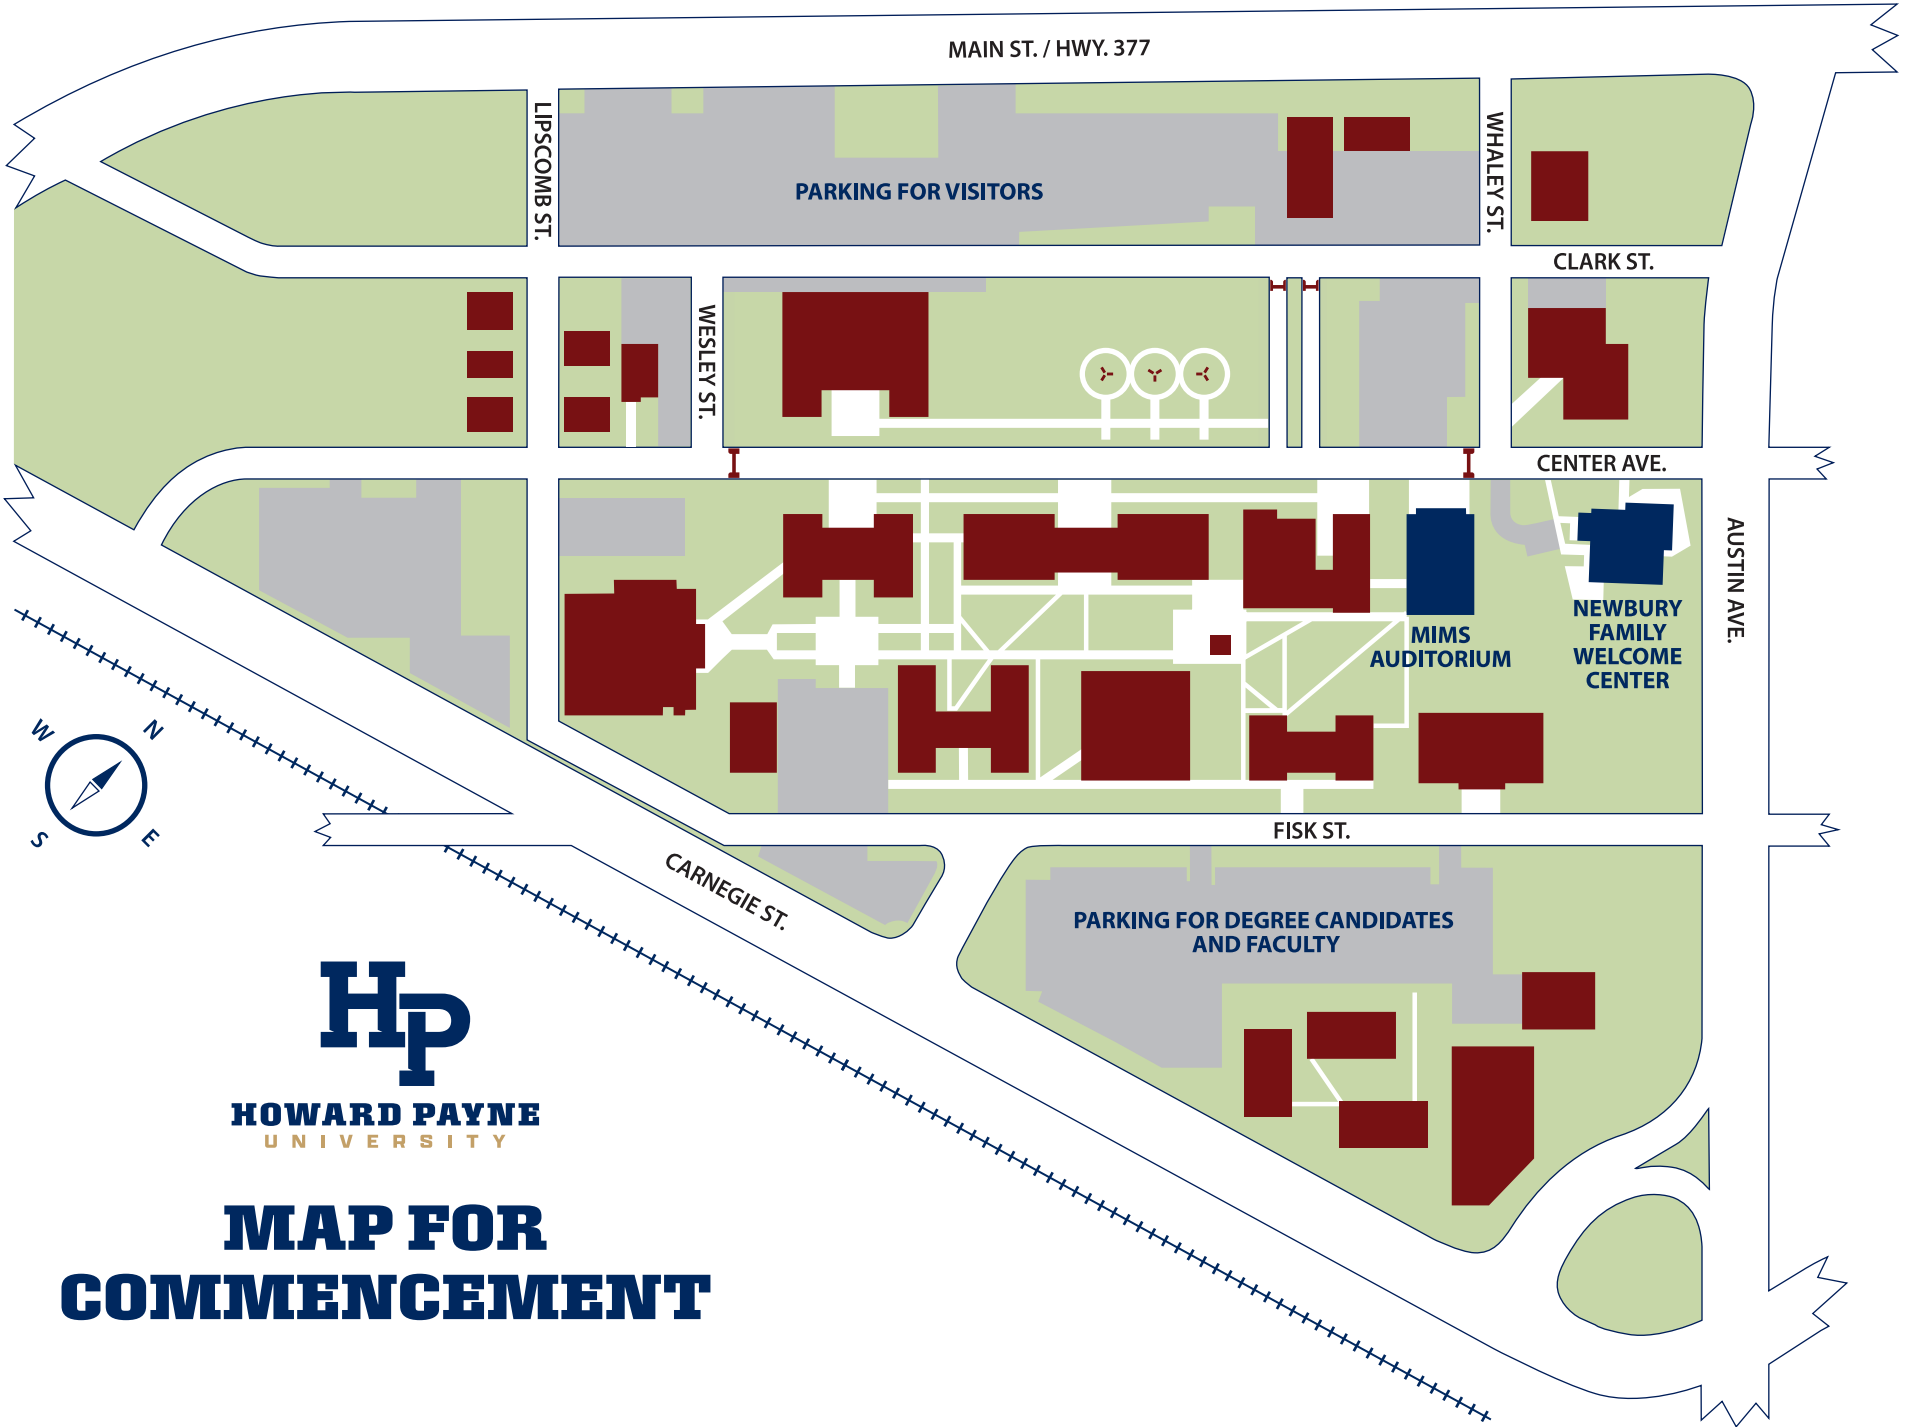 MAIN ST. / HWY. 377
LIPSCOMB ST.
WHALEY ST.
PARKING FOR VISITORS
CLARK ST.
WESLEY ST.
CENTER AVE.
AUSTIN AVE.
NEWBURY
FAMILY
WELCOME
CENTER
MIMS
AUDITORIUM
W
N
S
E
FISK ST.
CARNEGIE ST.
PARKING FOR DEGREE CANDIDATES
AND FACULTY
HP
HOWARD PAYNE
UNIVERSITY
MAP FOR
COMMENCEMENT